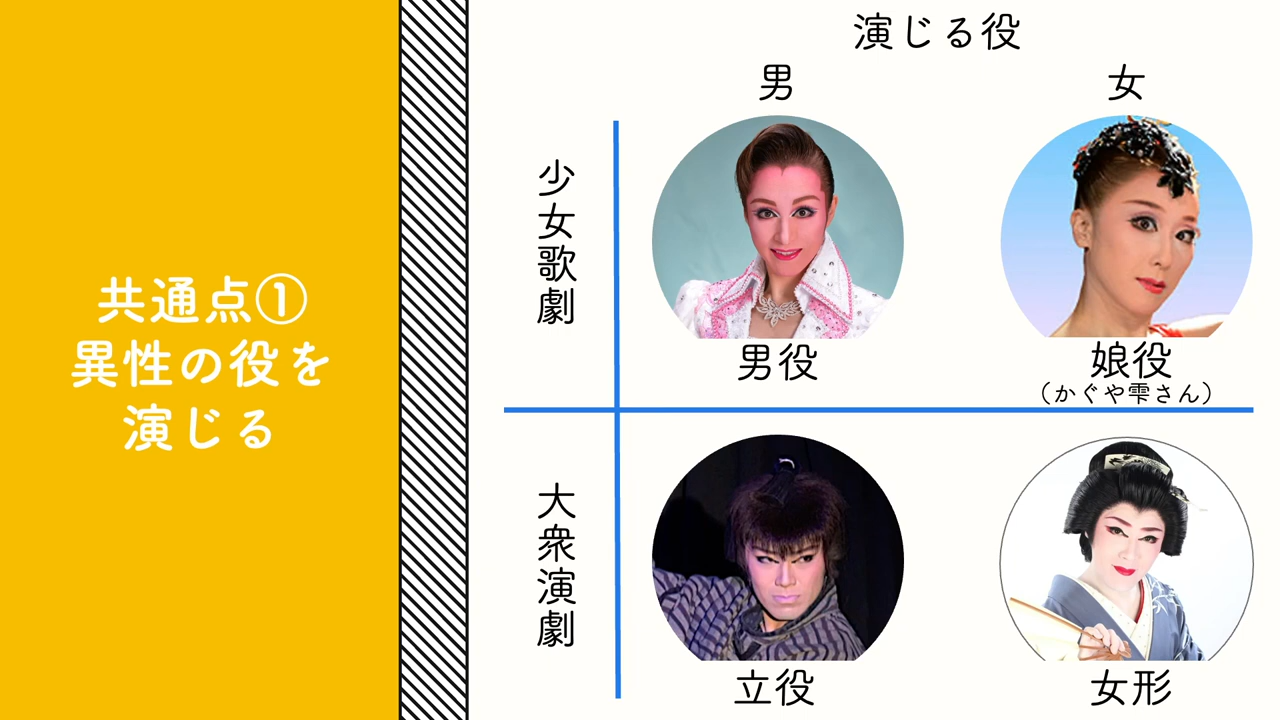 共通点①
異性の役を
演じる
演じる役
男
女
少女歌劇
男役
娘役
（かぐや雫さん）
大衆演劇
立役
女形